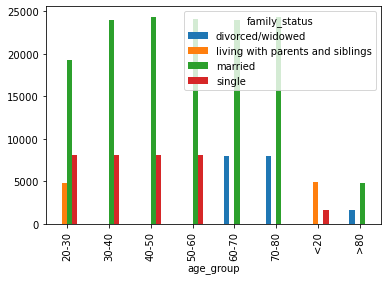 family_status
divorced/widowed
living with parents and siblings
married
single
25000
20000
15000
10000
5000
0
20-30
30-40
40-50
50-60
60-70
70-80
<20
>80
age_group